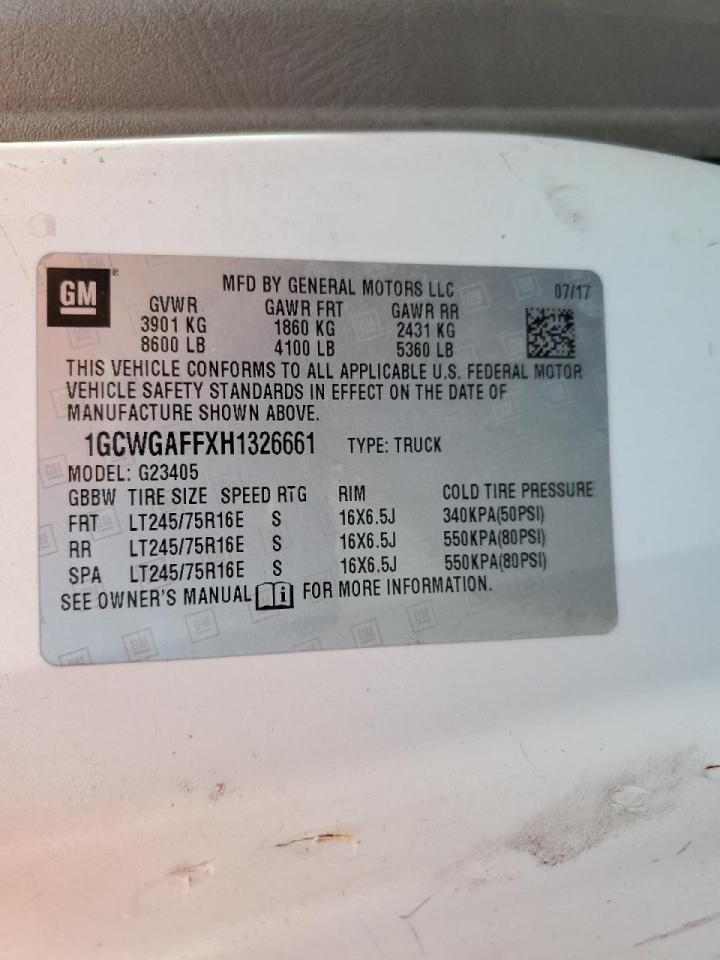 GM ® MFD BY GENERAL MOTORS LLC 07/17
GVWR GAWR FRT GAWR RR
3901 KG 1860 KG 2431 KG
8600 LB 4100 LB 5360 LB
THIS VEHICLE CONFORMS TO ALL APPLICABLE U.S. FEDERAL MOTOR
VEHICLE SAFETY STANDARDS IN EFFECT ON THE DATE OF
MANUFACTURE SHOWN ABOVE.
1GCWGAFFXH1326661 TYPE: TRUCK
MODEL: G23405
GBBW TIRE SIZE SPEED RTG RIM COLD TIRE PRESSURE
FRT LT245/75R16E S 16X6.5J 340KPA(50PSI)
RR LT245/75R16E S 16X6.5J 550KPA(80PSI)
SPA LT245/75R16E S 16X6.5J 550KPA(80PSI)
SEE OWNER'S MANUAL i FOR MORE INFORMATION.